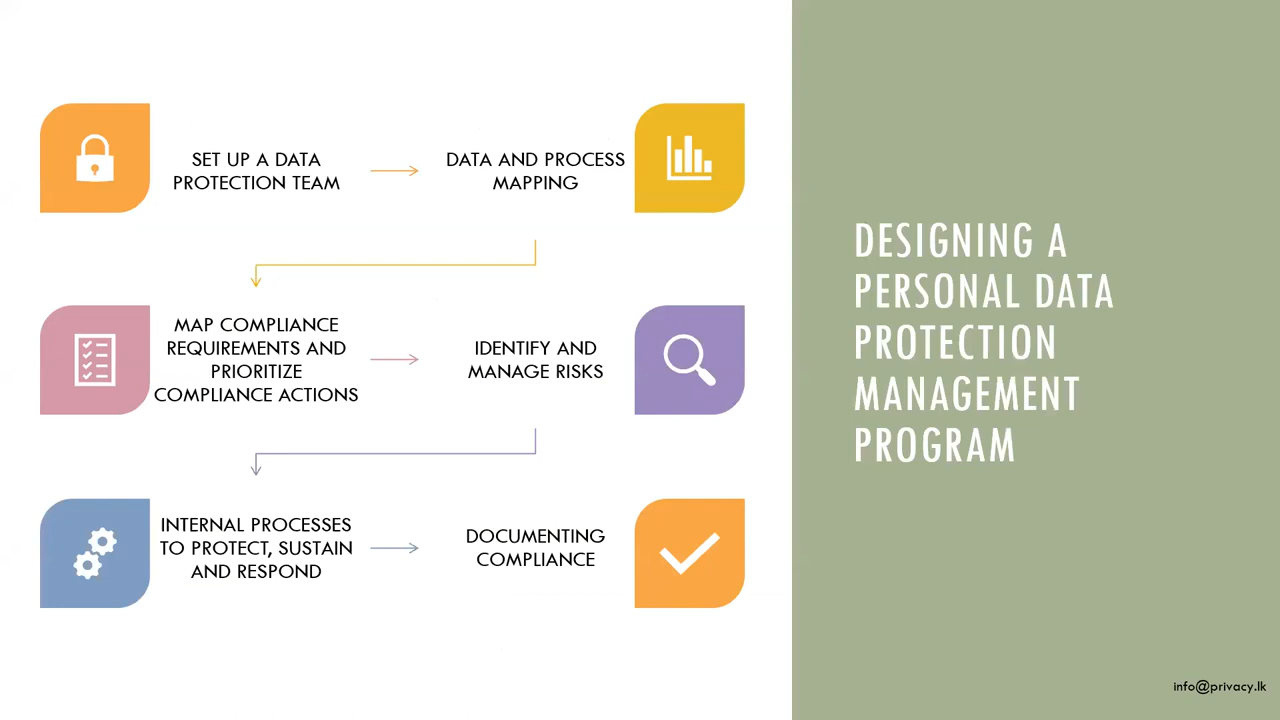 SET UP A DATA
PROTECTION TEAM
DATA AND PROCESS
MAPPING
MAP COMPLIANCE
REQUIREMENTS AND
PRIORITIZE
COMPLIANCE ACTIONS
IDENTIFY AND
MANAGE RISKS
INTERNAL PROCESSES
TO PROTECT, SUSTAIN
AND RESPOND
DOCUMENTING
COMPLIANCE
DESIGNING A
PERSONAL DATA
PROTECTION
MANAGEMENT
PROGRAM
info@privacy.lk